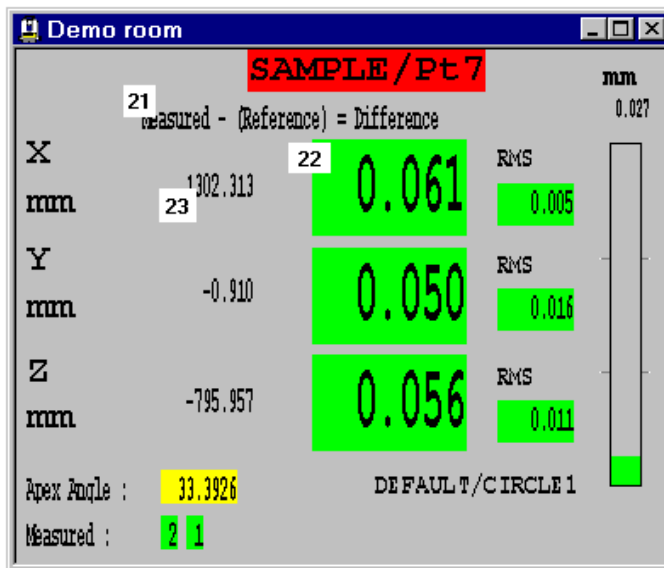 Demo room
SAMPLE/Pt7
mm
0.027
21
Measured - (Reference) = Difference
X
mm
1302.313
23
22
0.061
RMS
0.005
Y
mm
-0.910
0.050
RMS
0.016
Z
mm
-795.957
0.056
RMS
0.011
Apex Angle :
33.3926
DEFAULT/CIRCLE1
Measured :
2 1